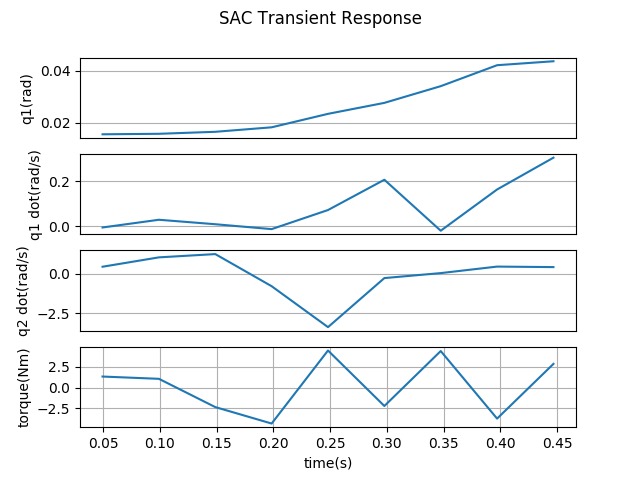 SAC Transient Response
q1(rad)
0.04
0.02
q1 dot(rad/s)
0.2
0.0
q2 dot(rad/s)
0.0
−2.5
torque(Nm)
2.5
0.0
−2.5
0.05 0.10 0.15 0.20 0.25 0.30 0.35 0.40 0.45
time(s)